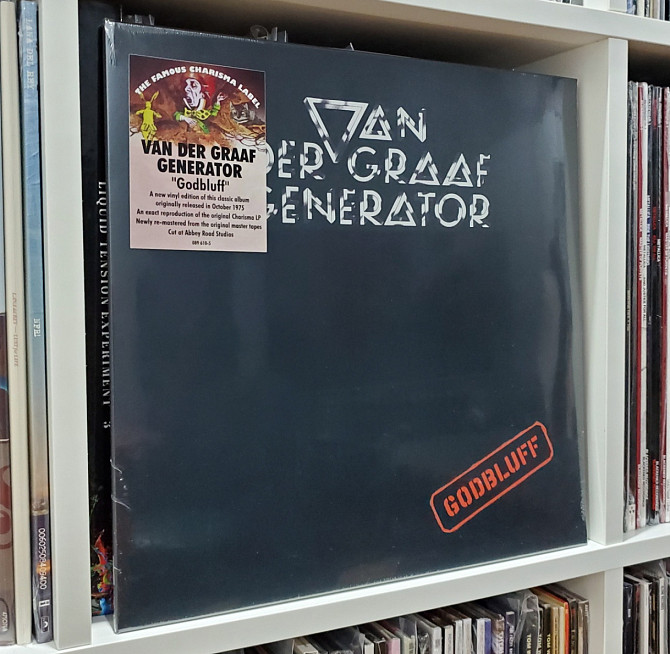 THE FAMOUS CHARISMA LABEL
VAN DER GRAAF
GENERATOR
"Godbluff"
A new vinyl edition of this classic album
originally released in October 1975
An exact reproduction of the original Charisma LP
Newly re-mastered from the original master tapes
Cut at Abbey Road Studios
VAN
DER GRAAF
GENERATOR
GODBLUFF
LIQUID TENSION EXPERIMENT 3